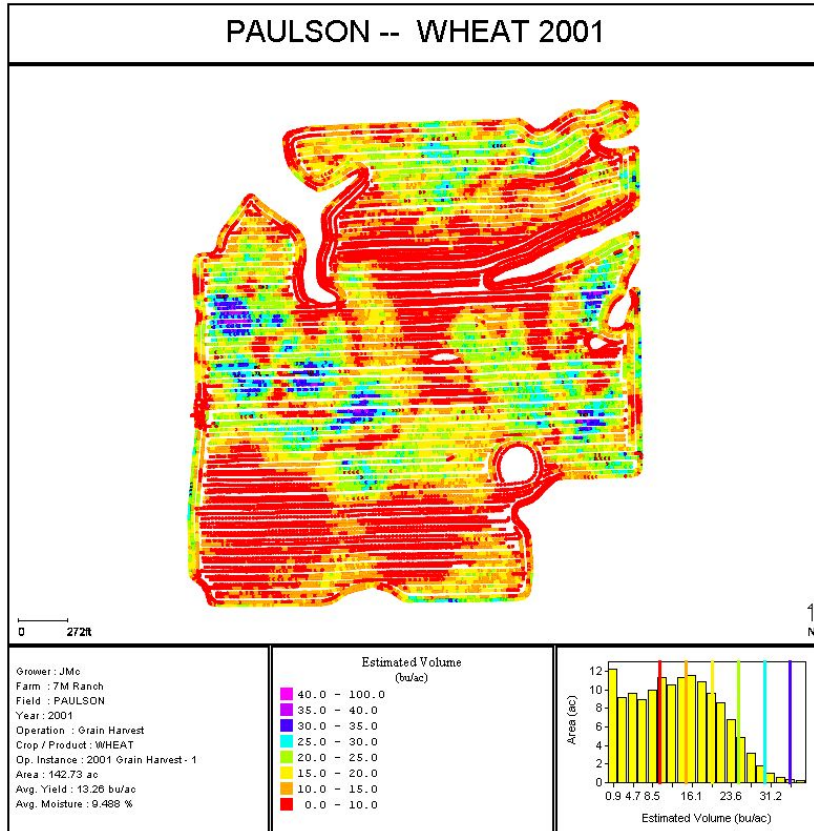 PAULSON -- WHEAT 2001
0 272ft
N
Grower : JMc
Farm : 7M Ranch
Field : PAULSON
Year : 2001
Operation : Grain Harvest
Crop / Product : WHEAT
Op. Instance : 2001 Grain Harvest - 1
Area : 142.73 ac
Avg. Yield : 13.26 bu/ac
Avg. Moisture : 9.488 %
Estimated Volume
(bu/ac)
40.0 - 100.0
35.0 - 40.0
30.0 - 35.0
25.0 - 30.0
20.0 - 25.0
15.0 - 20.0
10.0 - 15.0
0.0 - 10.0
Area (ac)
12
10
8
6
4
2
0
0.9 4.7 8.5 16.1 23.6 31.2
Estimated Volume (bu/ac)